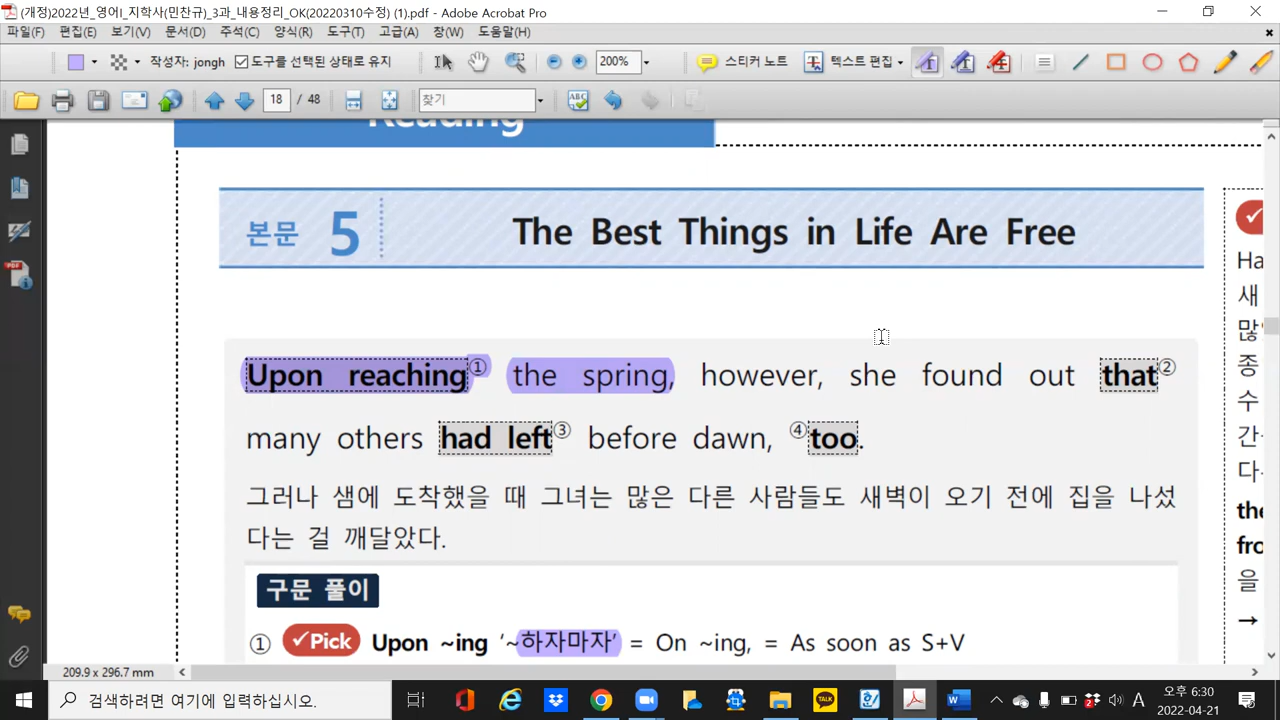 (개정)2022년_영어I_지학사(민찬규)_3과_내용정리_OK(20220310수정) (1).pdf - Adobe Acrobat Pro
파일(F) 편집(E) 보기(V) 문서(D) 주석(C) 양식(R) 도구(T) 고급(A) 창(W) 도움말(H)
작성자: jongh 도구를 선택된 상태로 유지 200% 스티커 노트 텍스트 편집
18 / 48 찾기
Reading
본문 5 The Best Things in Life Are Free
Upon reaching① the spring, however, she found out that②
many others had left③ before dawn, ④too.
그러나 샘에 도착했을 때 그녀는 많은 다른 사람들도 새벽이 오기 전에 집을 나섰
다는 걸 깨달았다.
구문 풀이
① ✓Pick Upon ~ing ‘~하자마자’ = On ~ing, = As soon as S+V
Ha
새
많
종
수
간
다
the
fro
을
→
209.9 x 296.7 mm
검색하려면 여기에 입력하십시오.
TALK
A
오후 6:30
2022-04-21